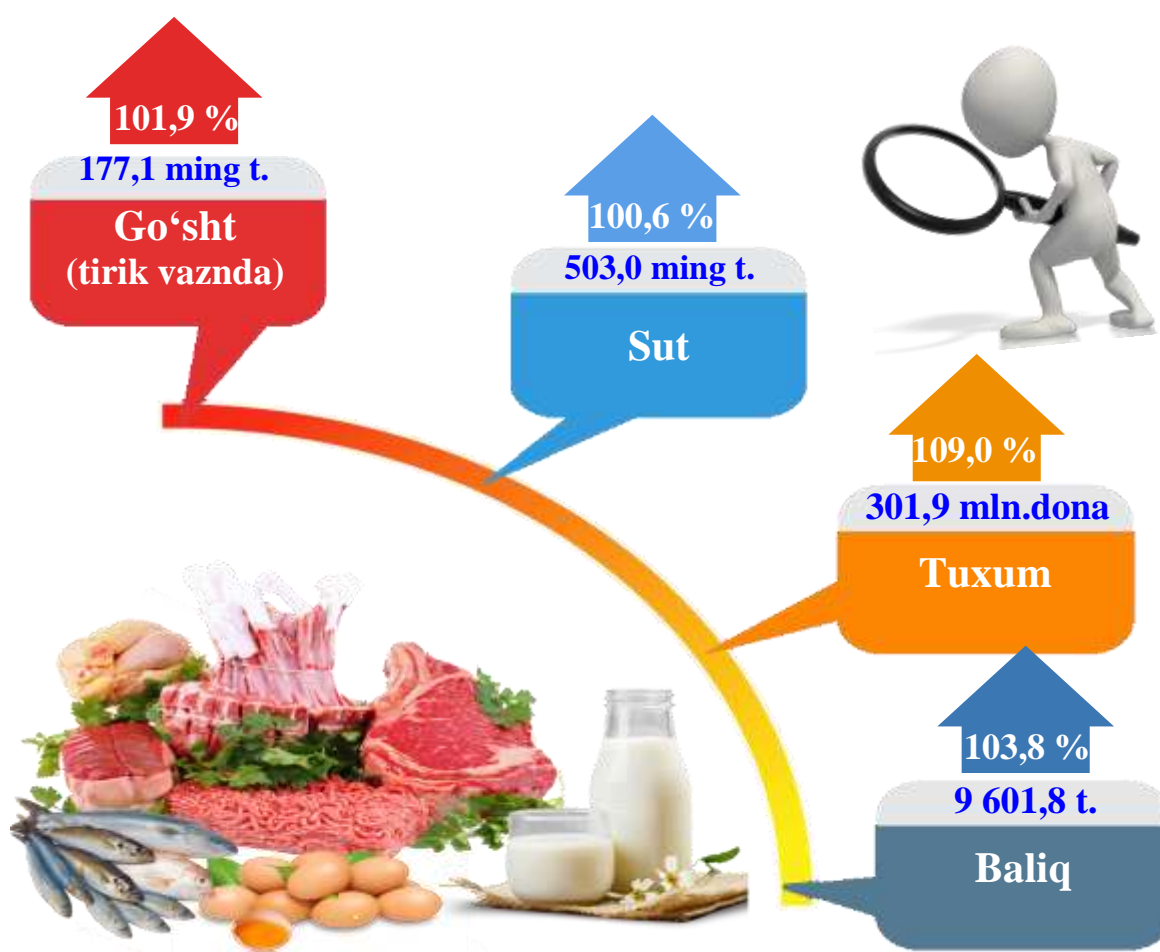 101,9 %
177,1 ming t.
Go‘sht
(tirik vaznda)
100,6 %
503,0 ming t.
Sut
109,0 %
301,9 mln.dona
Tuxum
103,8 %
9 601,8 t.
Baliq